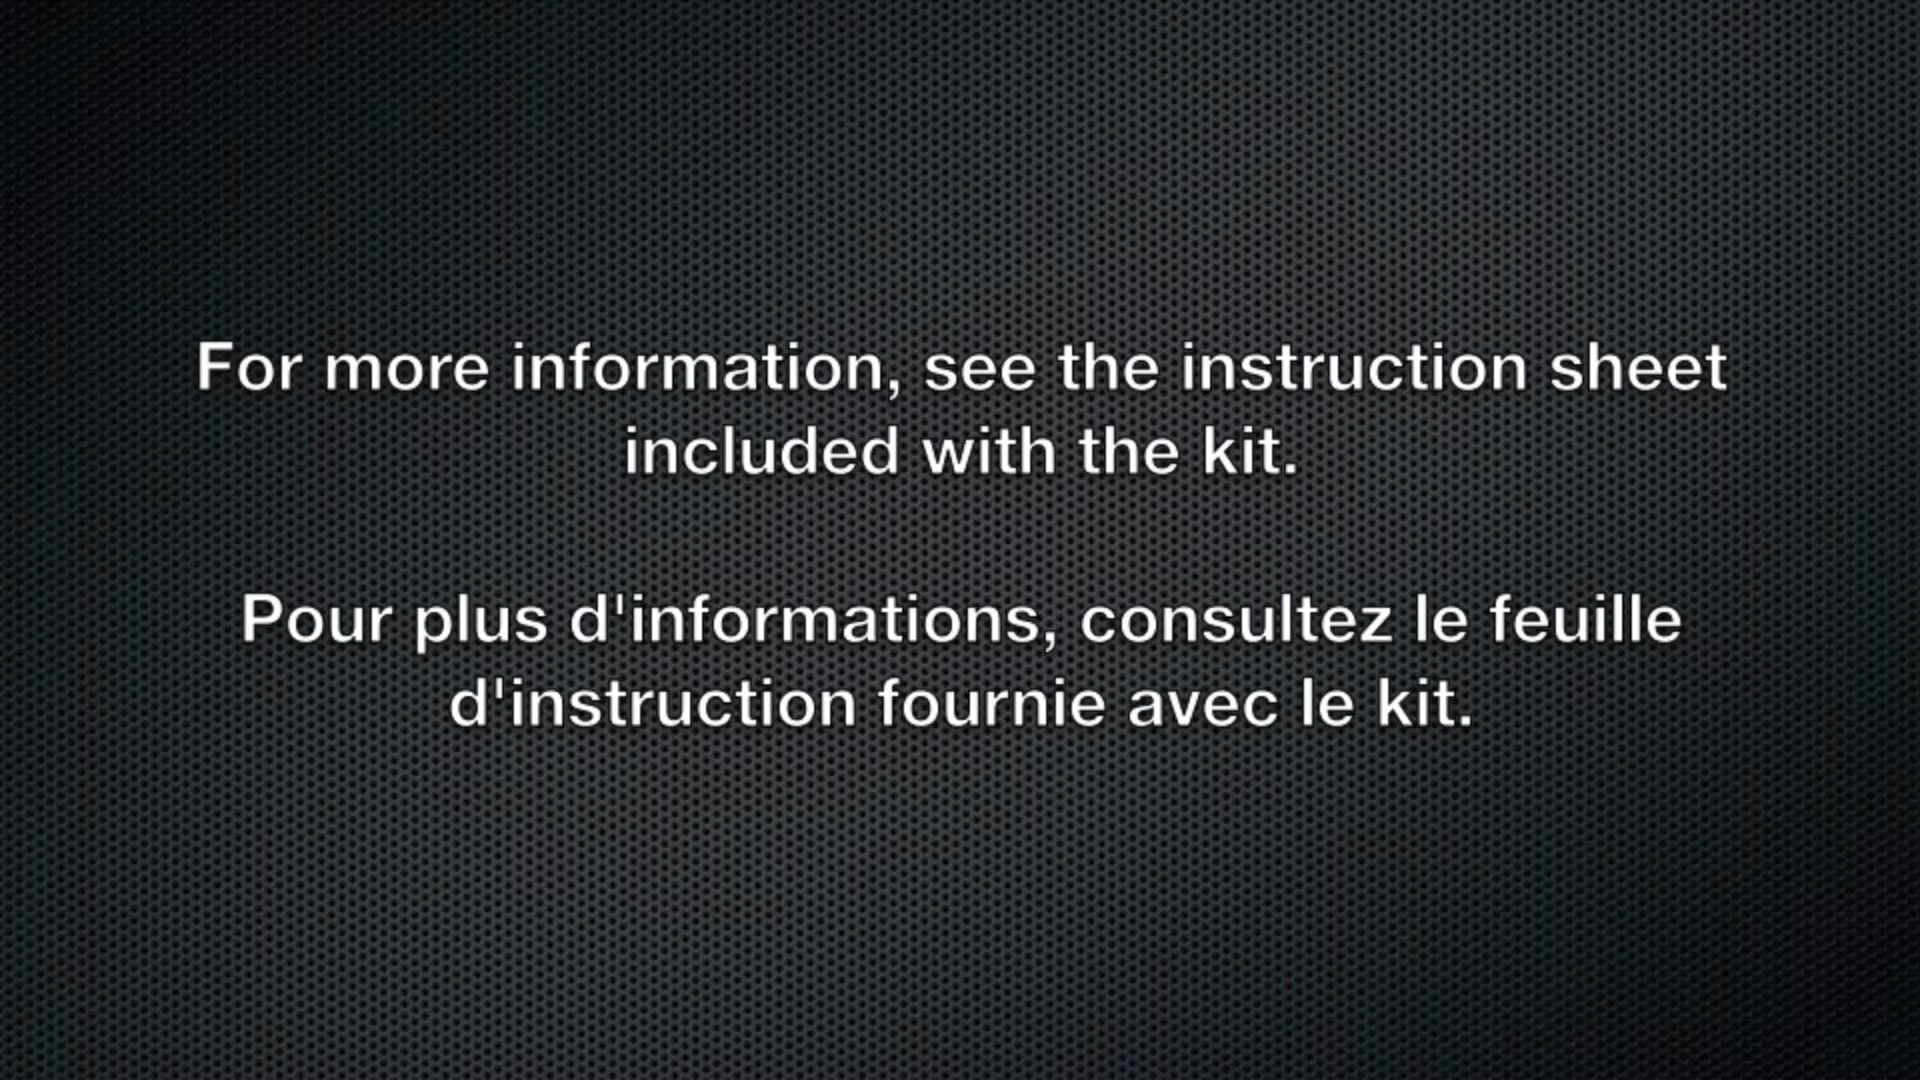 For more information, see the instruction sheet
included with the kit.
Pour plus d'informations, consultez le feuille
d'instruction fournie avec le kit.